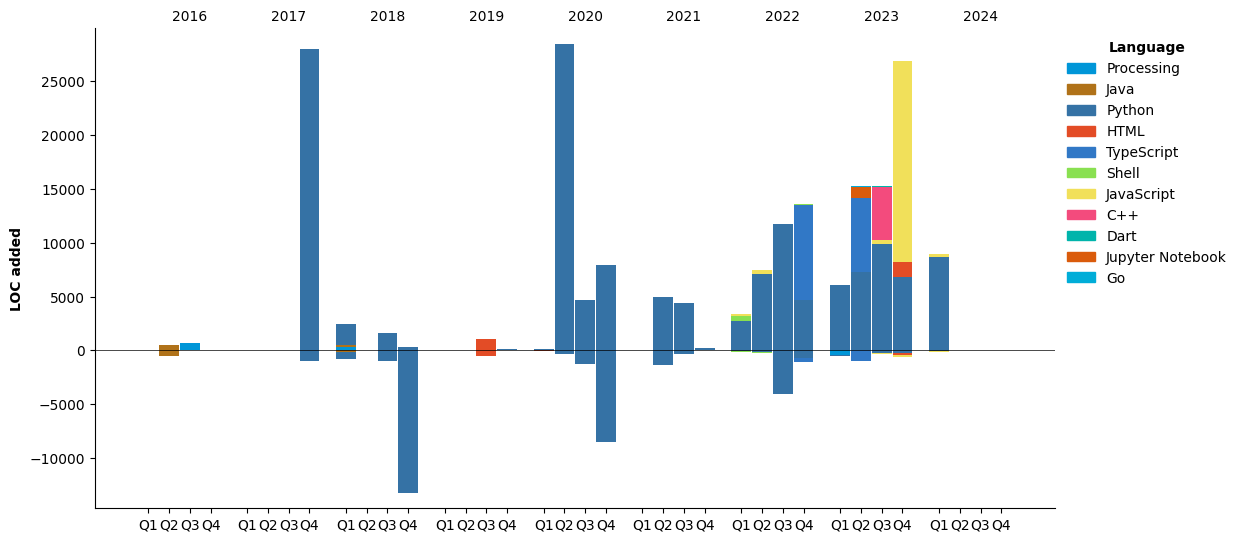 2016 2017 2018 2019 2020 2021 2022 2023 2024
Language
Processing
Java
Python
HTML
TypeScript
Shell
JavaScript
C++
Dart
Jupyter Notebook
Go
LOC added
25000
20000
15000
10000
5000
0
−5000
−10000
Q1 Q2 Q3 Q4 Q1 Q2 Q3 Q4 Q1 Q2 Q3 Q4 Q1 Q2 Q3 Q4 Q1 Q2 Q3 Q4 Q1 Q2 Q3 Q4 Q1 Q2 Q3 Q4 Q1 Q2 Q3 Q4 Q1 Q2 Q3 Q4